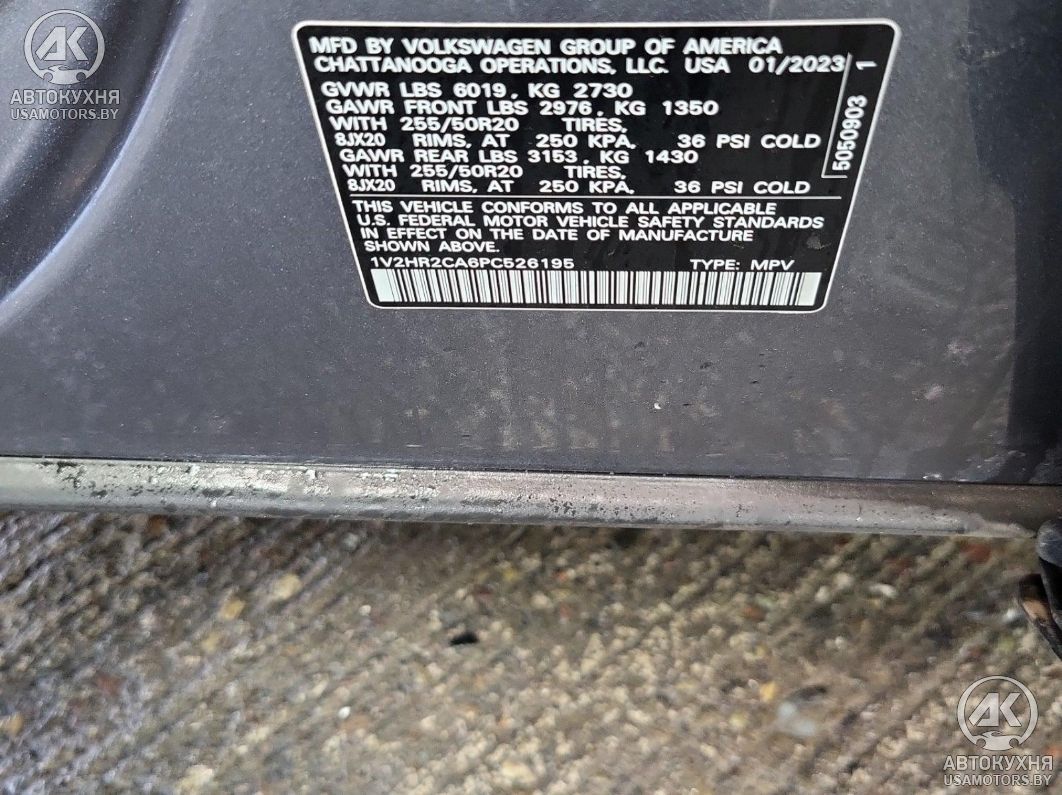 АК
АВТОКУХНЯ
USAMOTORS.BY
MFD BY VOLKSWAGEN GROUP OF AMERICA
CHATTANOOGA OPERATIONS, LLC. USA 01/2023
GVWR LBS 6019, KG 2730
GAWR FRONT LBS 2976, KG 1350
WITH 255/50R20 TIRES,
8JX20 RIMS, AT 250 KPA, 36 PSI COLD
GAWR REAR LBS 3153, KG 1430
WITH 255/50R20 TIRES,
8JX20 RIMS, AT 250 KPA, 36 PSI COLD
5050903 1
THIS VEHICLE CONFORMS TO ALL APPLICABLE
U.S. FEDERAL MOTOR VEHICLE SAFETY STANDARDS
IN EFFECT ON THE DATE OF MANUFACTURE
SHOWN ABOVE.
1V2HR2CA6PC526195 TYPE: MPV
АК
АВТОКУХНЯ
USAMOTORS.BY